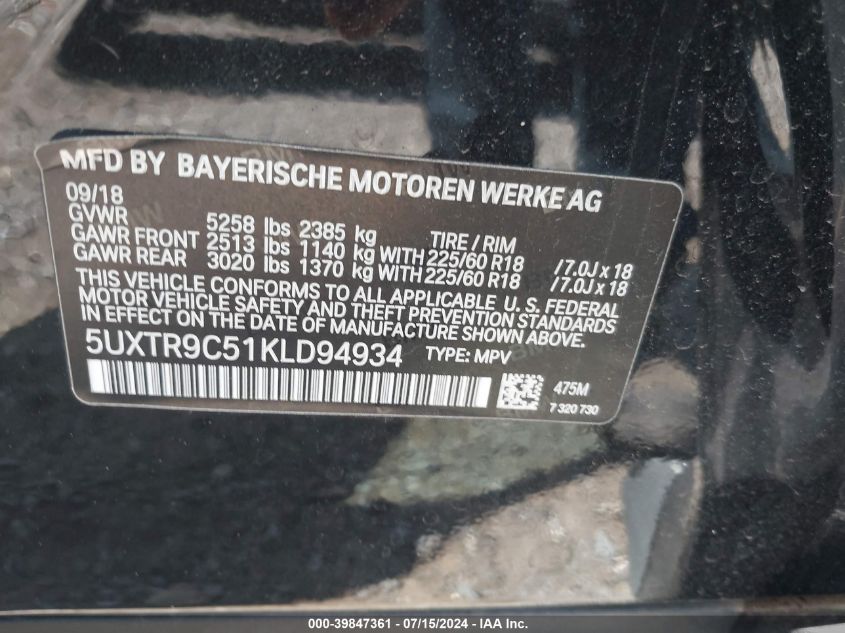 MFD BY BAYERISCHE MOTOREN WERKE AG
09/18
GVWR 5258 lbs 2385 kg TIRE / RIM
GAWR FRONT 2513 lbs 1140 kg WITH 225/60 R18 /7.0J x 18
GAWR REAR 3020 lbs 1370 kg WITH 225/60 R18 /7.0J x 18
THIS VEHICLE CONFORMS TO ALL APPLICABLE U. S. FEDERAL
MOTOR VEHICLE SAFETY AND THEFT PREVENTION STANDARDS
IN EFFECT ON THE DATE OF MANUFACTURE SHOWN ABOVE.
5UXTR9C51KLD94934 TYPE: MPV
475M
7 320 730
000-39847361 - 07/15/2024 - WWW.IAAI.COM